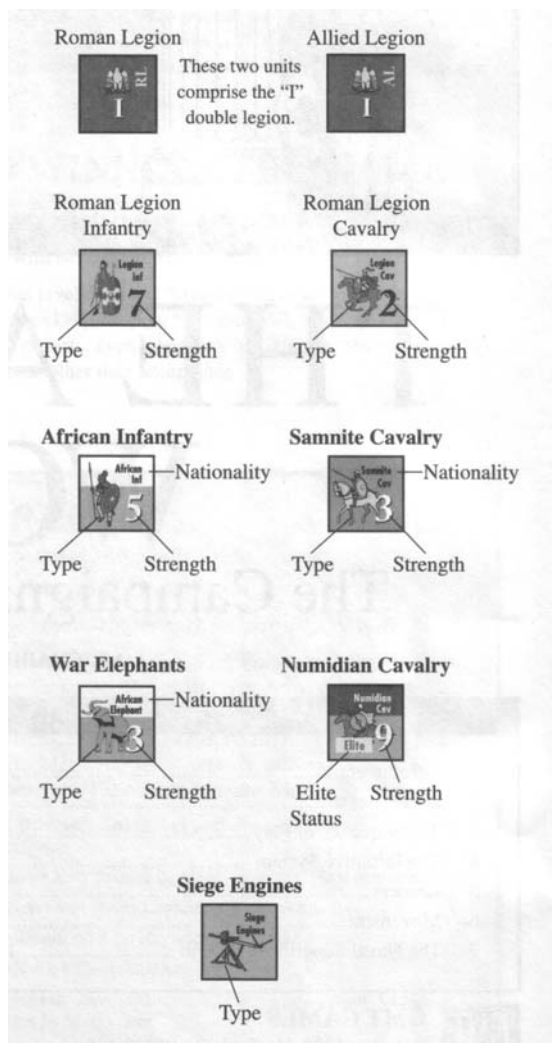 Roman Legion
Allied Legion
RL
I
These two units
comprise the “I”
double legion.
AL
I
Roman Legion
Infantry
Roman Legion
Cavalry
Legion
Inf
7
Legion
Cav
2
Type
Strength
Type
Strength
African Infantry
Samnite Cavalry
African
Inf
5
Nationality
Samnite
Cav
3
Nationality
Type
Strength
Type
Strength
War Elephants
Numidian Cavalry
African
Elephant
3
Nationality
Numidian
Cav
Elite
9
Type
Strength
Elite
Status
Strength
Siege Engines
Siege
Engines
Type